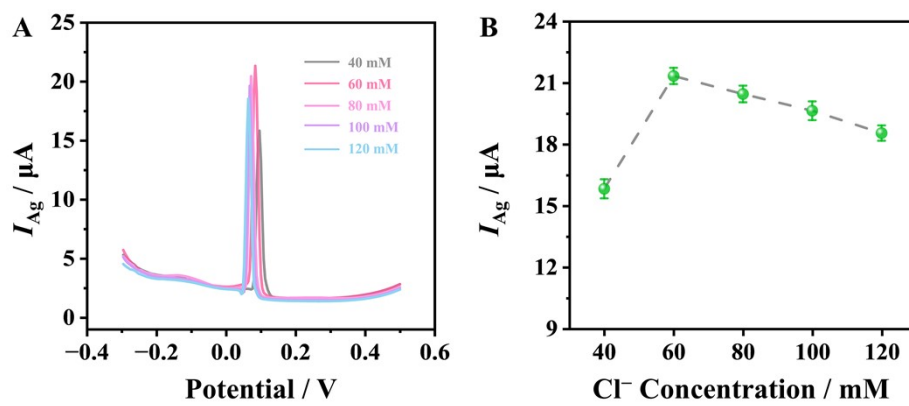 A
25
20
15
10
5
0
I_Ag / μA
−0.4
−0.2
0.0
0.2
0.4
0.6
Potential / V
40 mM
60 mM
80 mM
100 mM
120 mM
B
24
21
18
15
12
9
I_Ag / μA
40
60
80
100
120
Cl⁻ Concentration / mM